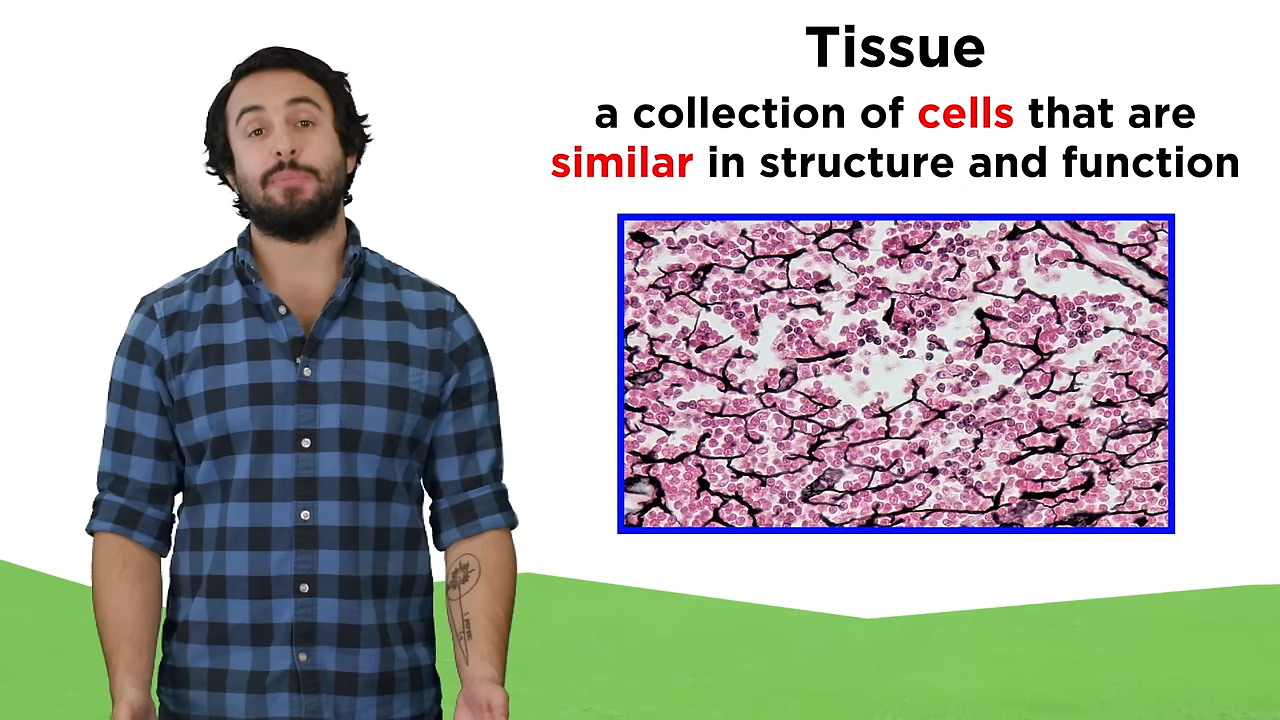 Tissue
a collection of cells that are
similar in structure and function